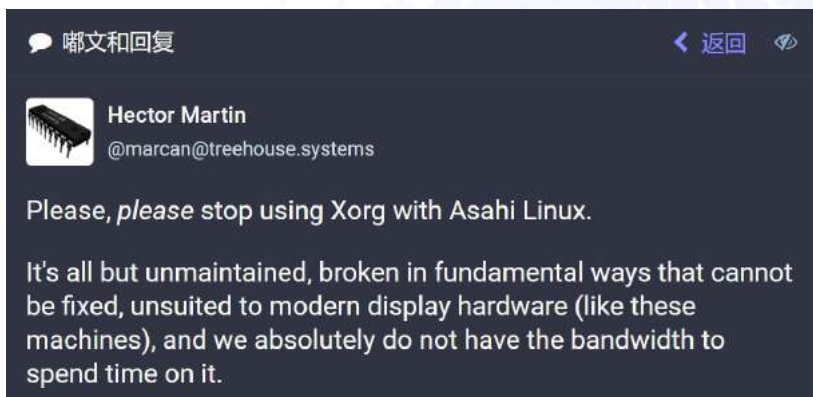 嘟文和回复
返回
Hector Martin
@marcan@treehouse.systems
Please, please stop using Xorg with Asahi Linux.
It's all but unmaintained, broken in fundamental ways that cannot
be fixed, unsuited to modern display hardware (like these
machines), and we absolutely do not have the bandwidth to
spend time on it.